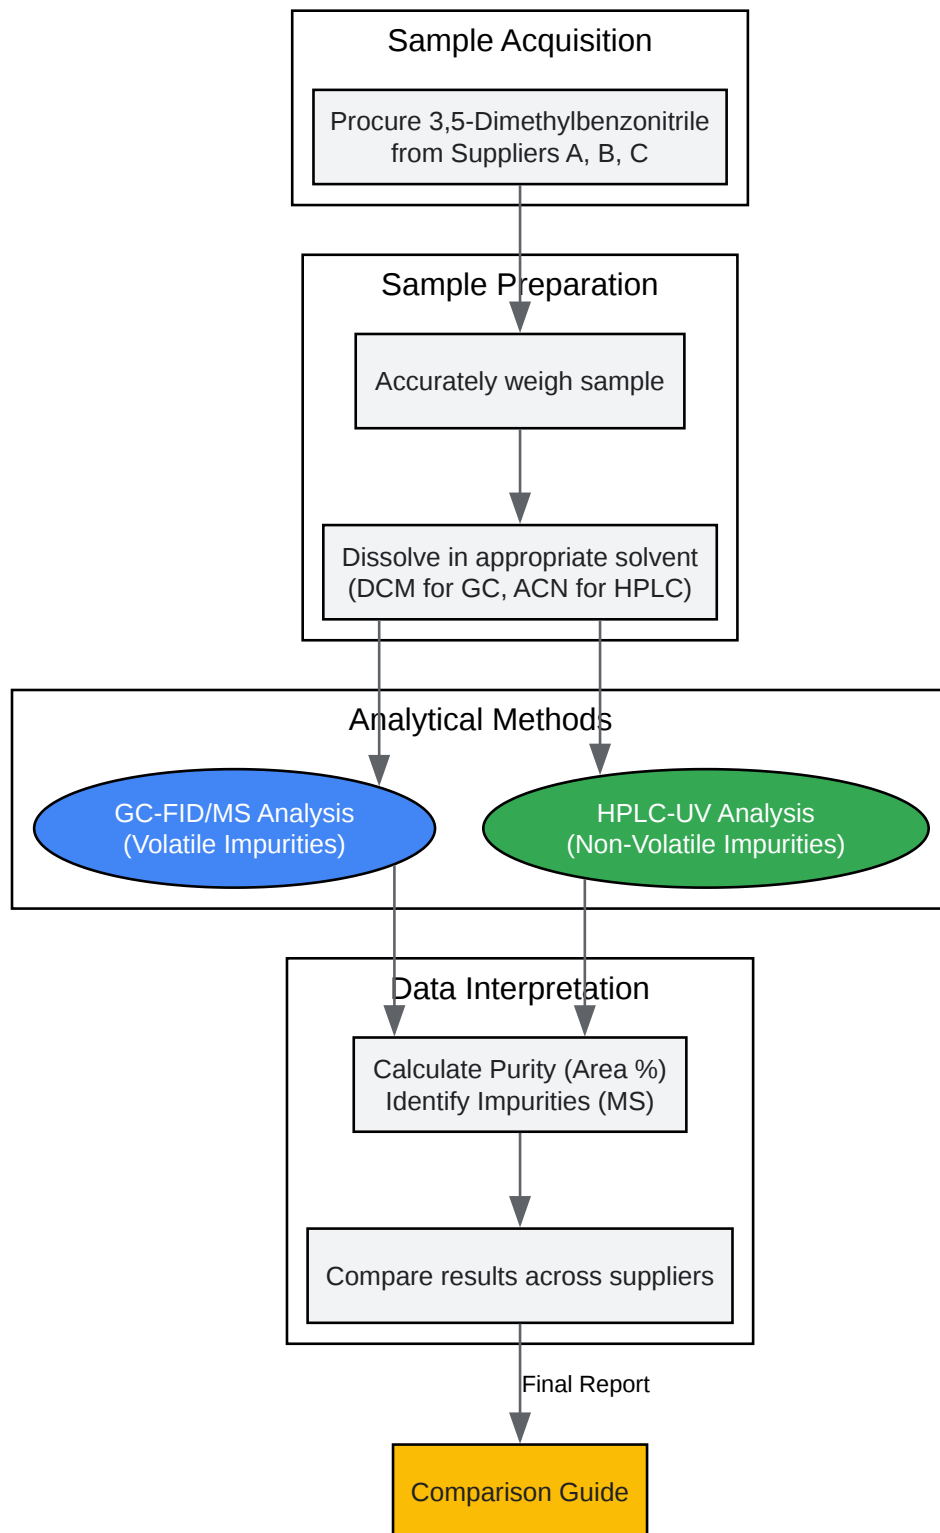 Sample Acquisition
Procure 3,5-Dimethylbenzonitrile
from Suppliers A, B, C
Sample Preparation
Accurately weigh sample
Dissolve in appropriate solvent
(DCM for GC, ACN for HPLC)
Analytical Methods
GC-FID/MS Analysis
(Volatile Impurities)
HPLC-UV Analysis
(Non-Volatile Impurities)
Data Interpretation
Calculate Purity (Area %)
Identify Impurities (MS)
Compare results across suppliers
Final Report
Comparison Guide